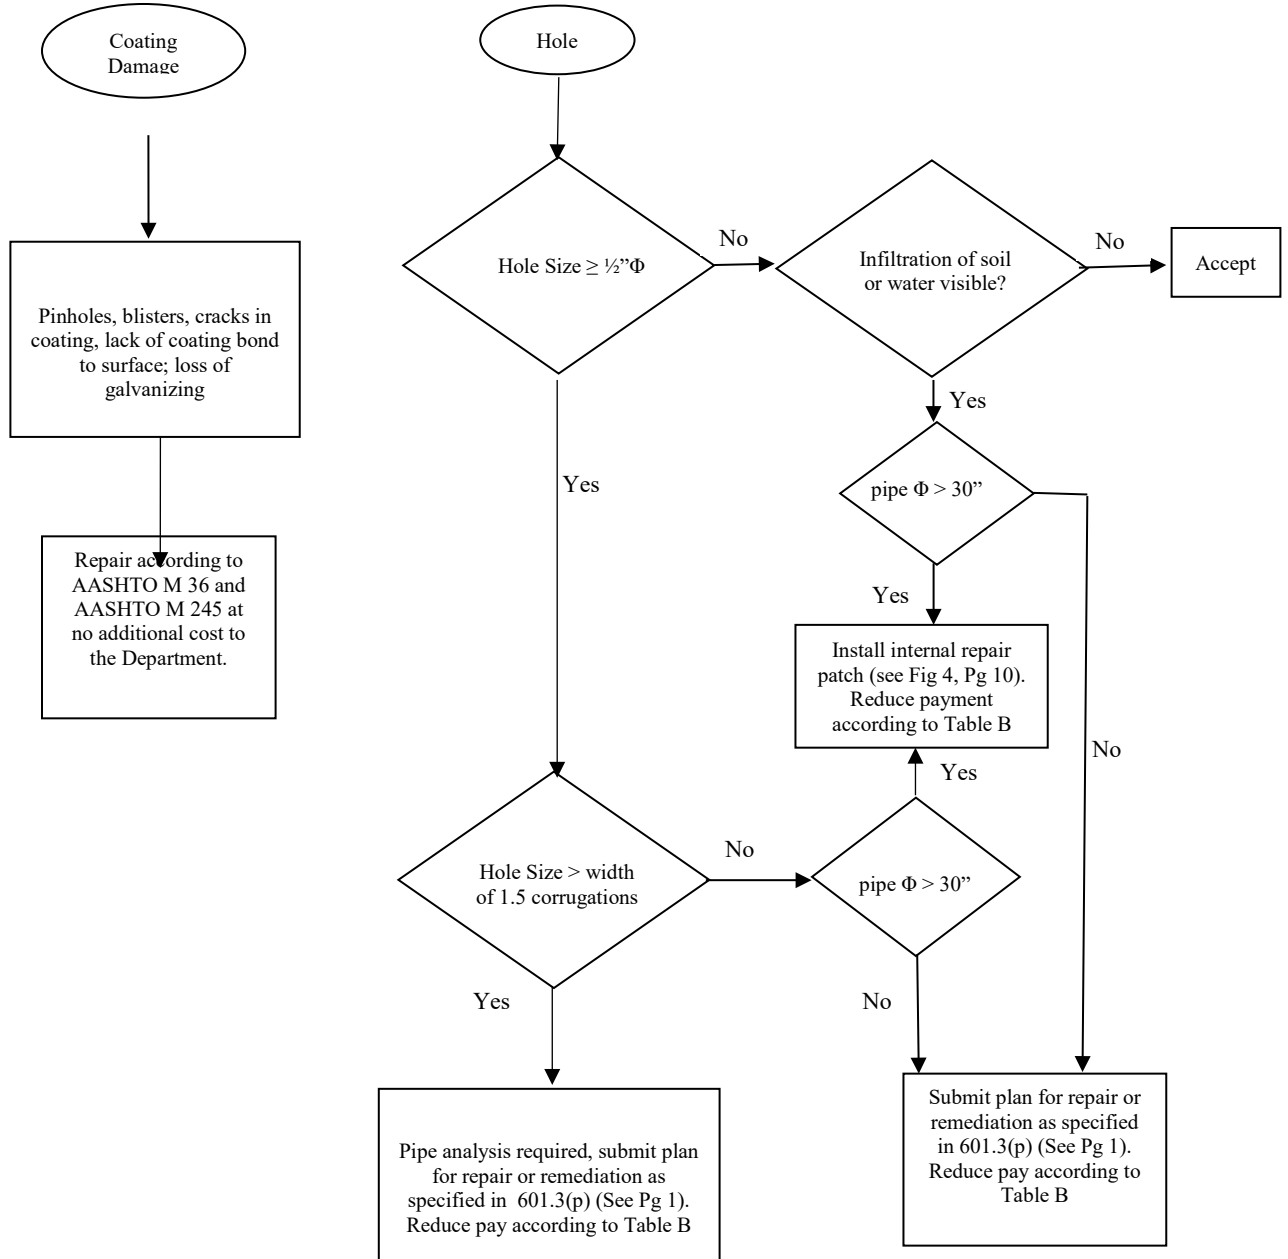 Coating
Damage
Pinholes, blisters, cracks in
coating, lack of coating bond
to surface; loss of
galvanizing
Repair according to
AASHTO M 36 and
AASHTO M 245 at
no additional cost to
the Department.
Hole
Hole Size ≥ ½”Φ
No
Infiltration of soil
or water visible?
No
Accept
Yes
pipe Φ > 30”
Yes
Install internal repair
patch (see Fig 4, Pg 10).
Reduce payment
according to Table B
No
Yes
Yes
Hole Size > width
of 1.5 corrugations
No
pipe Φ > 30”
Yes
No
Pipe analysis required, submit plan
for repair or remediation as
specified in  601.3(p) (See Pg 1).
Reduce pay according to Table B
Submit plan for repair or
remediation as specified
in 601.3(p) (See Pg 1).
Reduce pay according to
Table B